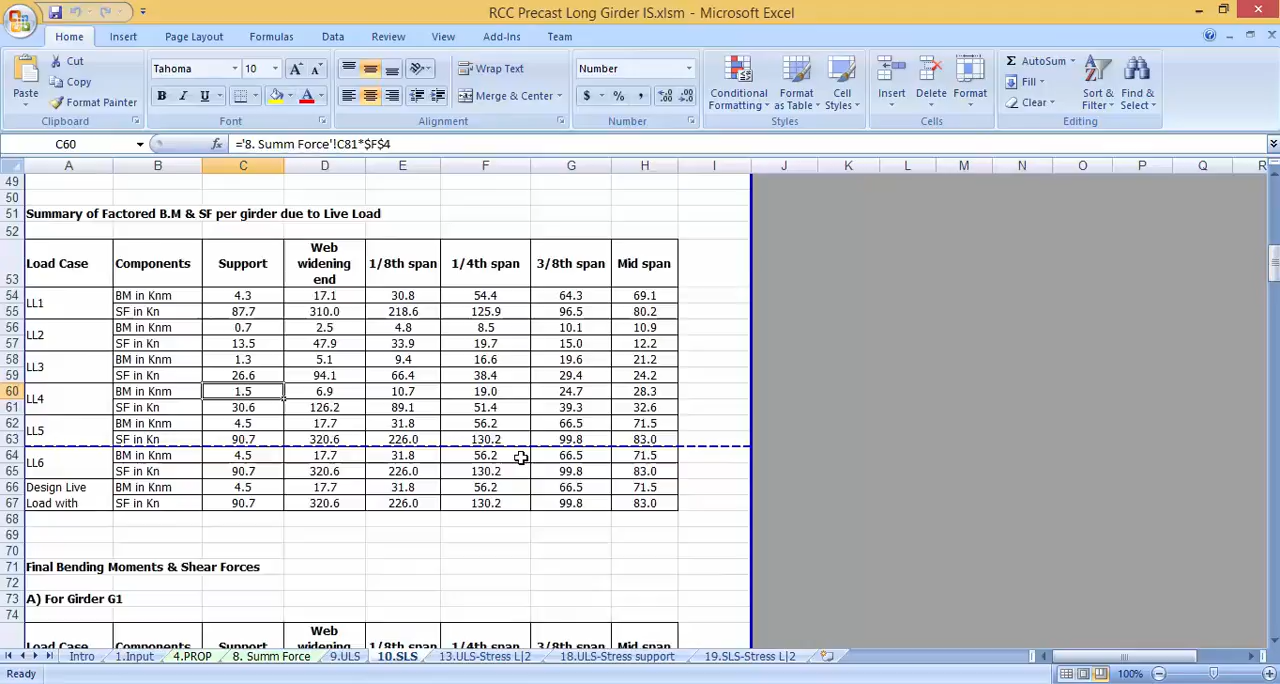 RCC Precast Long Girder IS.xlsm - Microsoft Excel
Home Insert Page Layout Formulas Data Review View Add-Ins Team
Paste Cut Copy Format Painter Clipboard
Tahoma 10 A A B I U A Font
Wrap Text Merge & Center Alignment
Number $ % , .0 .00 .00 .0 Number
Conditional Formatting Format as Table Cell Styles Styles
Insert Delete Format Cells
Σ AutoSum Fill Clear Sort & Filter Find & Select Editing
C60 fx ='8. Summ Force'!C81*$F$4
A B C D E F G H I J K L M N O P Q R
49
50
51 Summary of Factored B.M & SF per girder due to Live Load
52
53 Load Case Components Support Web widening end 1/8th span 1/4th span 3/8th span Mid span
54 LL1 BM in Knm 4.3 17.1 30.8 54.4 64.3 69.1
55 SF in Kn 87.7 310.0 218.6 125.9 96.5 80.2
56 LL2 BM in Knm 0.7 2.5 4.8 8.5 10.1 10.9
57 SF in Kn 13.5 47.9 33.9 19.7 15.0 12.2
58 LL3 BM in Knm 1.3 5.1 9.4 16.6 19.6 21.2
59 SF in Kn 26.6 94.1 66.4 38.4 29.4 24.2
60 LL4 BM in Knm 1.5 6.9 10.7 19.0 24.7 28.3
61 SF in Kn 30.6 126.2 89.1 51.4 39.3 32.6
62 LL5 BM in Knm 4.5 17.7 31.8 56.2 66.5 71.5
63 SF in Kn 90.7 320.6 226.0 130.2 99.8 83.0
64 LL6 BM in Knm 4.5 17.7 31.8 56.2 66.5 71.5
65 SF in Kn 90.7 320.6 226.0 130.2 99.8 83.0
66 Design Live BM in Knm 4.5 17.7 31.8 56.2 66.5 71.5
67 Load with SF in Kn 90.7 320.6 226.0 130.2 99.8 83.0
68
69
70
71 Final Bending Moments & Shear Forces
72
73 A) For Girder G1
74
Load Case Components Support Web widening 1/8th span 1/4th span 3/8th span Mid span
Intro 1.Input 4.PROP 8. Summ Force 9.ULS 10.SLS 13.ULS-Stress L|2 18.ULS-Stress support 19.SLS-Stress L|2
Ready 100%